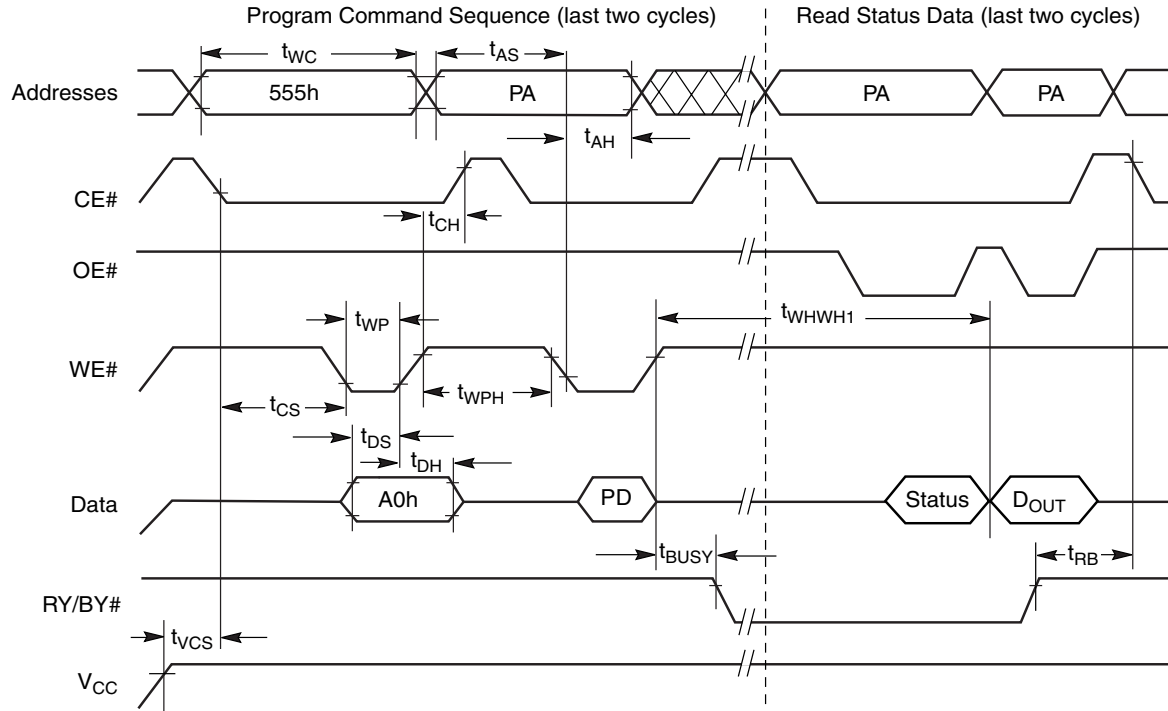 Program Command Sequence (last two cycles) Read Status Data (last two cycles)
tWC tAS
Addresses 555h PA PA PA
tAH
CE#
tCH
OE#
tWP tWHWH1
WE#
tCS tWPH
tDS
tDH
Data A0h PD Status DOUT
tBUSY tRB
RY/BY#
tVCS
VCC